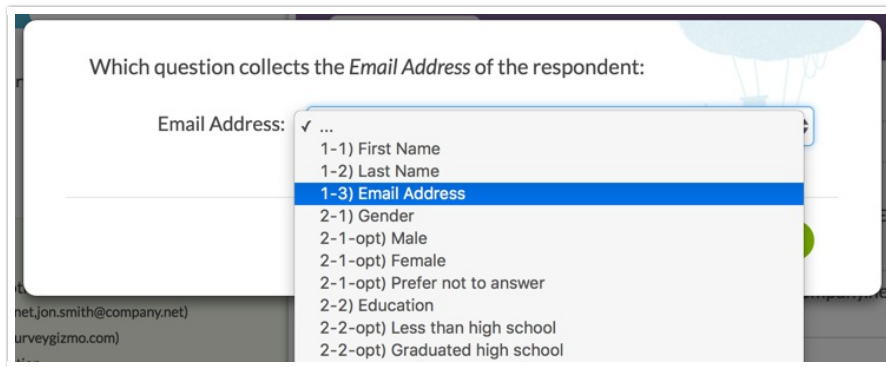 Which question collects the Email Address of the respondent:
Email Address:
✓ ...
1-1) First Name
1-2) Last Name
1-3) Email Address
2-1) Gender
2-1-opt) Male
2-1-opt) Female
2-1-opt) Prefer not to answer
2-2) Education
2-2-opt) Less than high school
2-2-opt) Graduated high school
net,jon.smith@company.net)
urveygizmo.com)